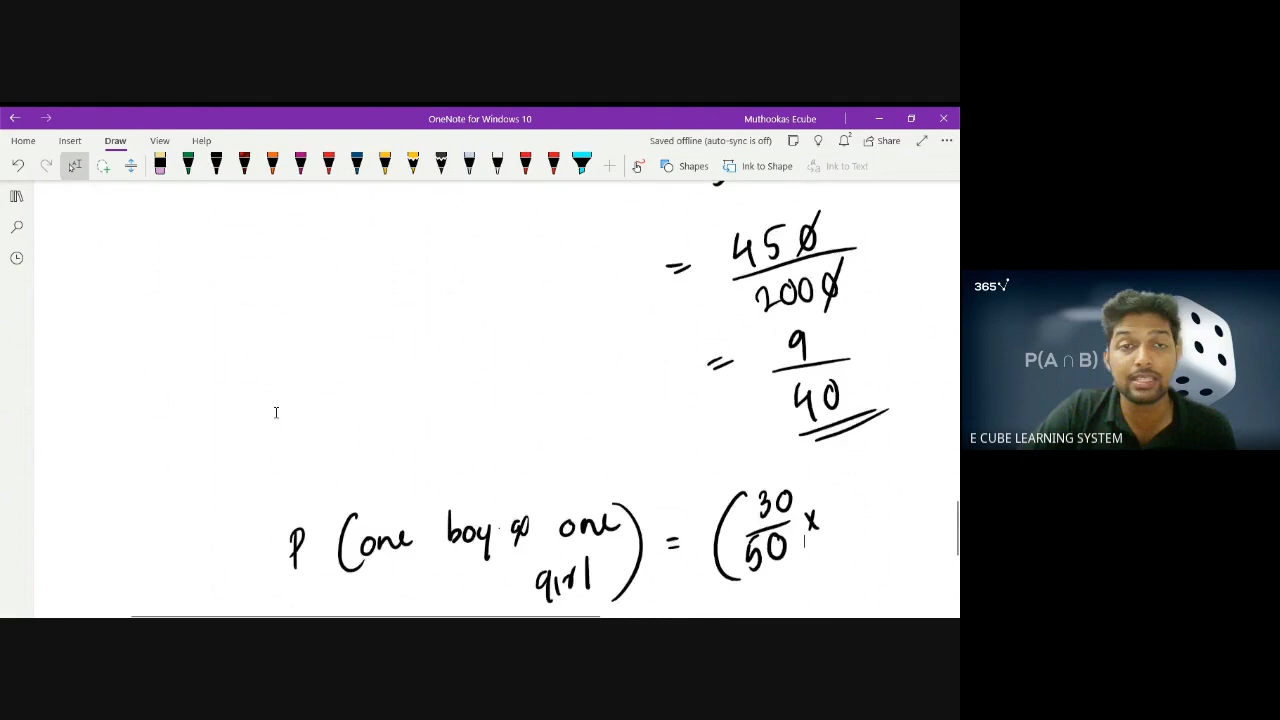 OneNote for Windows 10
Muthookas Ecube
Home Insert Draw View Help
Saved offline (auto-sync is off)
Share
Shapes
Ink to Shape
Ink to Text
= 450/2000
= 9/40
P (one boy & one girl) = (30/50 ×
365
P(A ∩ B)
E CUBE LEARNING SYSTEM